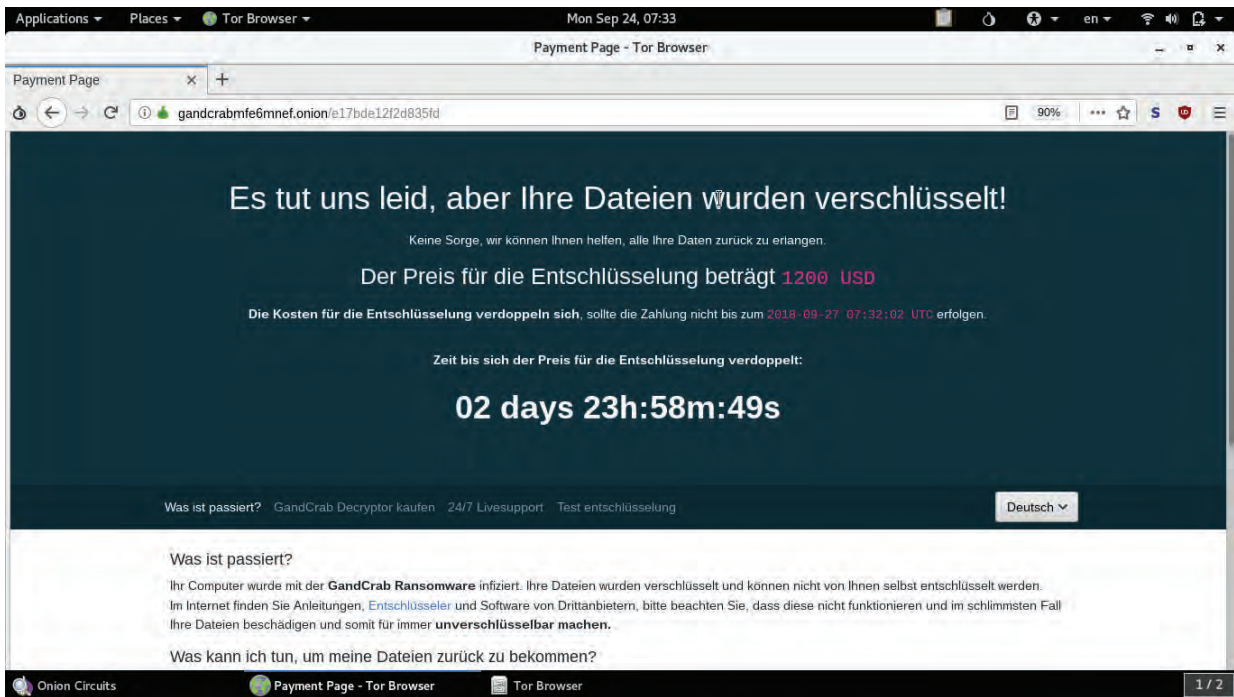 Applications Places Tor Browser Mon Sep 24, 07:33 en
Payment Page - Tor Browser
Payment Page
gandcrabmfe6mnef.onion/e17bde12f2d835fd 90% S
Es tut uns leid, aber Ihre Dateien wurden verschlüsselt!
Keine Sorge, wir können Ihnen helfen, alle Ihre Daten zurück zu erlangen.
Der Preis für die Entschlüsselung beträgt 1200 USD
Die Kosten für die Entschlüsselung verdoppeln sich, sollte die Zahlung nicht bis zum 2018-09-27 07:32:02 UTC erfolgen.
Zeit bis sich der Preis für die Entschlüsselung verdoppelt:
02 days 23h:58m:49s
Was ist passiert? GandCrab Decryptor kaufen 24/7 Livesupport Test entschlüsselung Deutsch
Was ist passiert?
Ihr Computer wurde mit der GandCrab Ransomware infiziert. Ihre Dateien wurden verschlüsselt und können nicht von Ihnen selbst entschlüsselt werden.
Im Internet finden Sie Anleitungen, Entschlüsseler und Software von Drittanbietern, bitte beachten Sie, dass diese nicht funktionieren und im schlimmsten Fall
Ihre Dateien beschädigen und somit für immer unverschlüsselbar machen.
Was kann ich tun, um meine Dateien zurück zu bekommen?
Onion Circuits Payment Page - Tor Browser Tor Browser 1 / 2